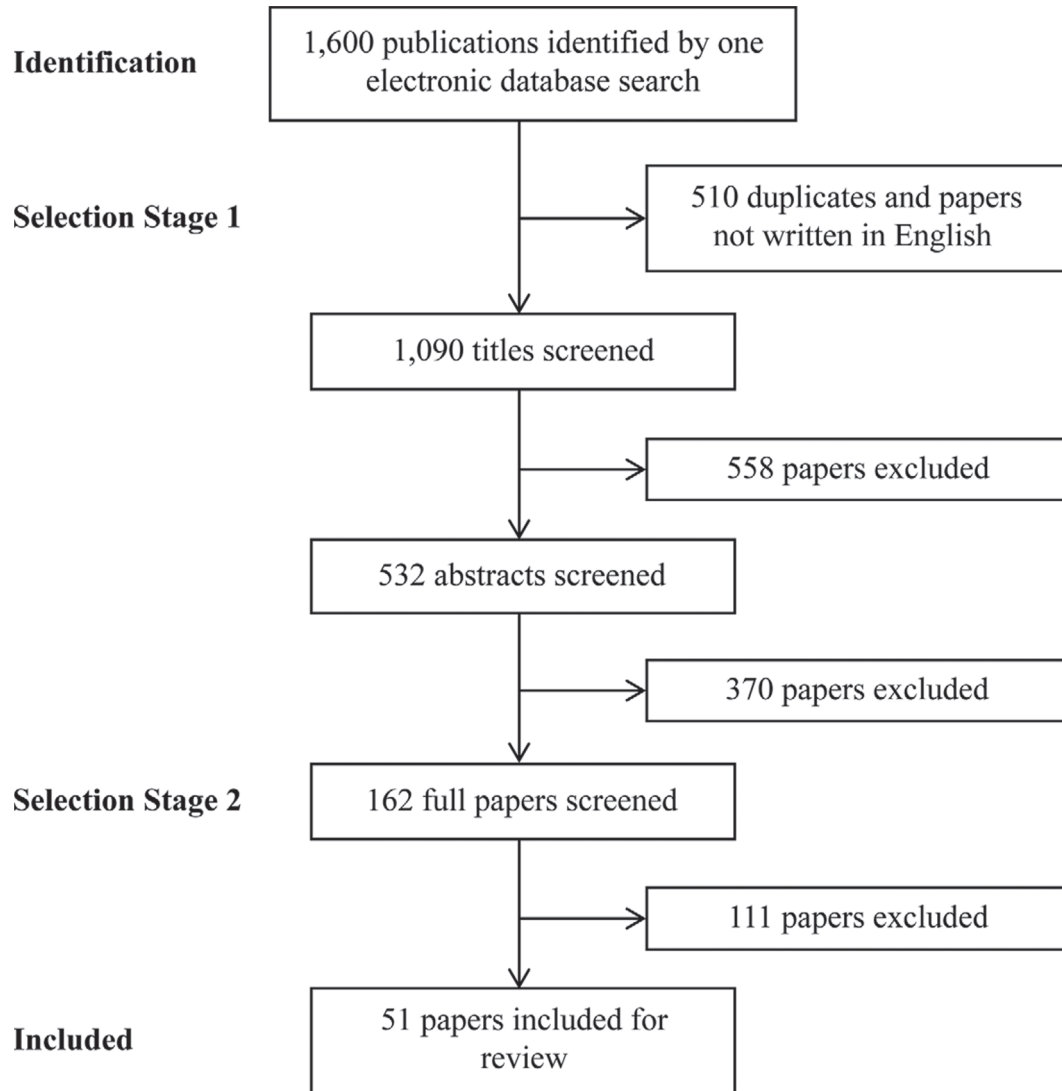 Identification
1,600 publications identified by one
electronic database search
Selection Stage 1
510 duplicates and papers
not written in English
1,090 titles screened
558 papers excluded
532 abstracts screened
370 papers excluded
Selection Stage 2
162 full papers screened
111 papers excluded
Included
51 papers included for
review